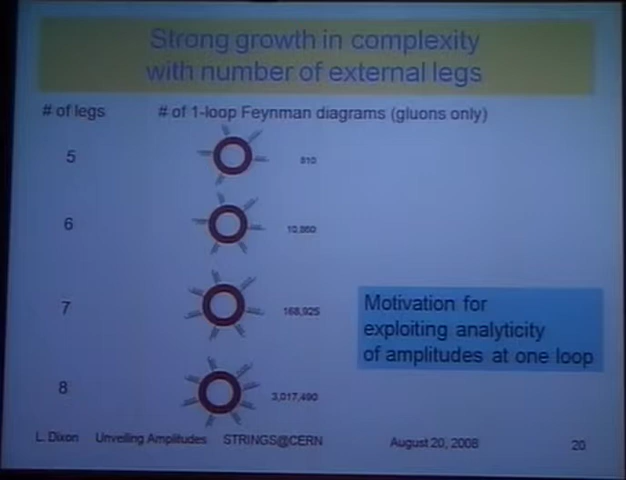 Strong growth in complexity
with number of external legs
# of legs # of 1-loop Feynman diagrams (gluons only)
5 810
6 10,860
7 168,925
8 3,017,490
Motivation for
exploiting analyticity
of amplitudes at one loop
L. Dixon Unveiling Amplitudes STRINGS@CERN August 20, 2008 20